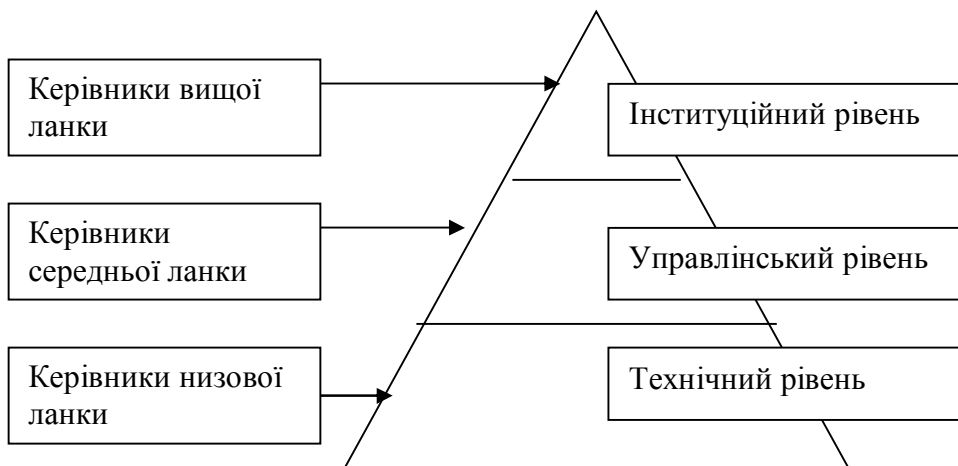 Керівники вищої
ланки
Інституційний рівень
Керівники
середньої ланки
Управлінський рівень
Керівники низової
ланки
Технічний рівень